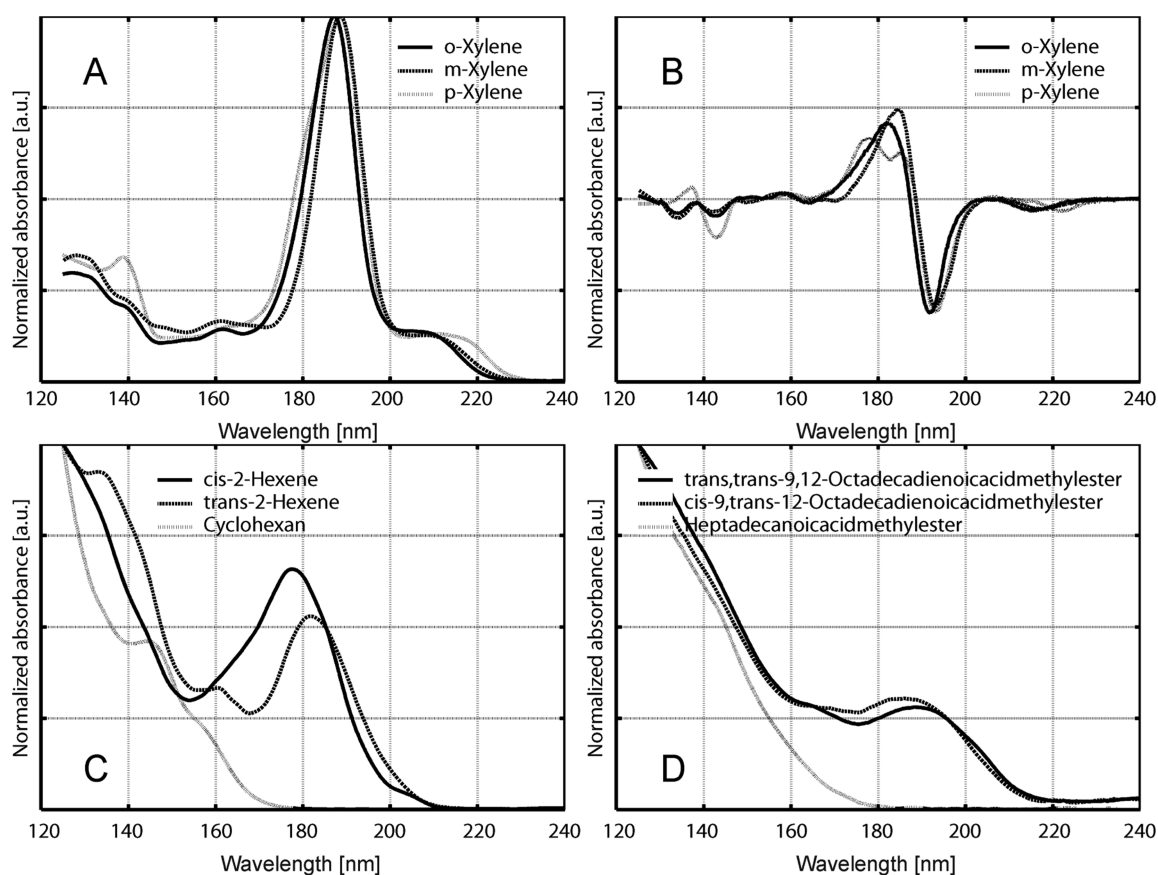 A
o-Xylene
m-Xylene
p-Xylene
Normalized absorbance [a.u.]
120 140 160 180 200 220 240
Wavelength [nm]
B
o-Xylene
m-Xylene
p-Xylene
Normalized absorbance [a.u.]
120 140 160 180 200 220 240
Wavelength [nm]
cis-2-Hexene
trans-2-Hexene
Cyclohexan
Normalized absorbance [a.u.]
C
120 140 160 180 200 220 240
Wavelength [nm]
trans,trans-9,12-Octadecadienoicacidmethylester
cis-9,trans-12-Octadecadienoicacidmethylester
Heptadecanoicacidmethylester
Normalized absorbance [a.u.]
D
120 140 160 180 200 220 240
Wavelength [nm]